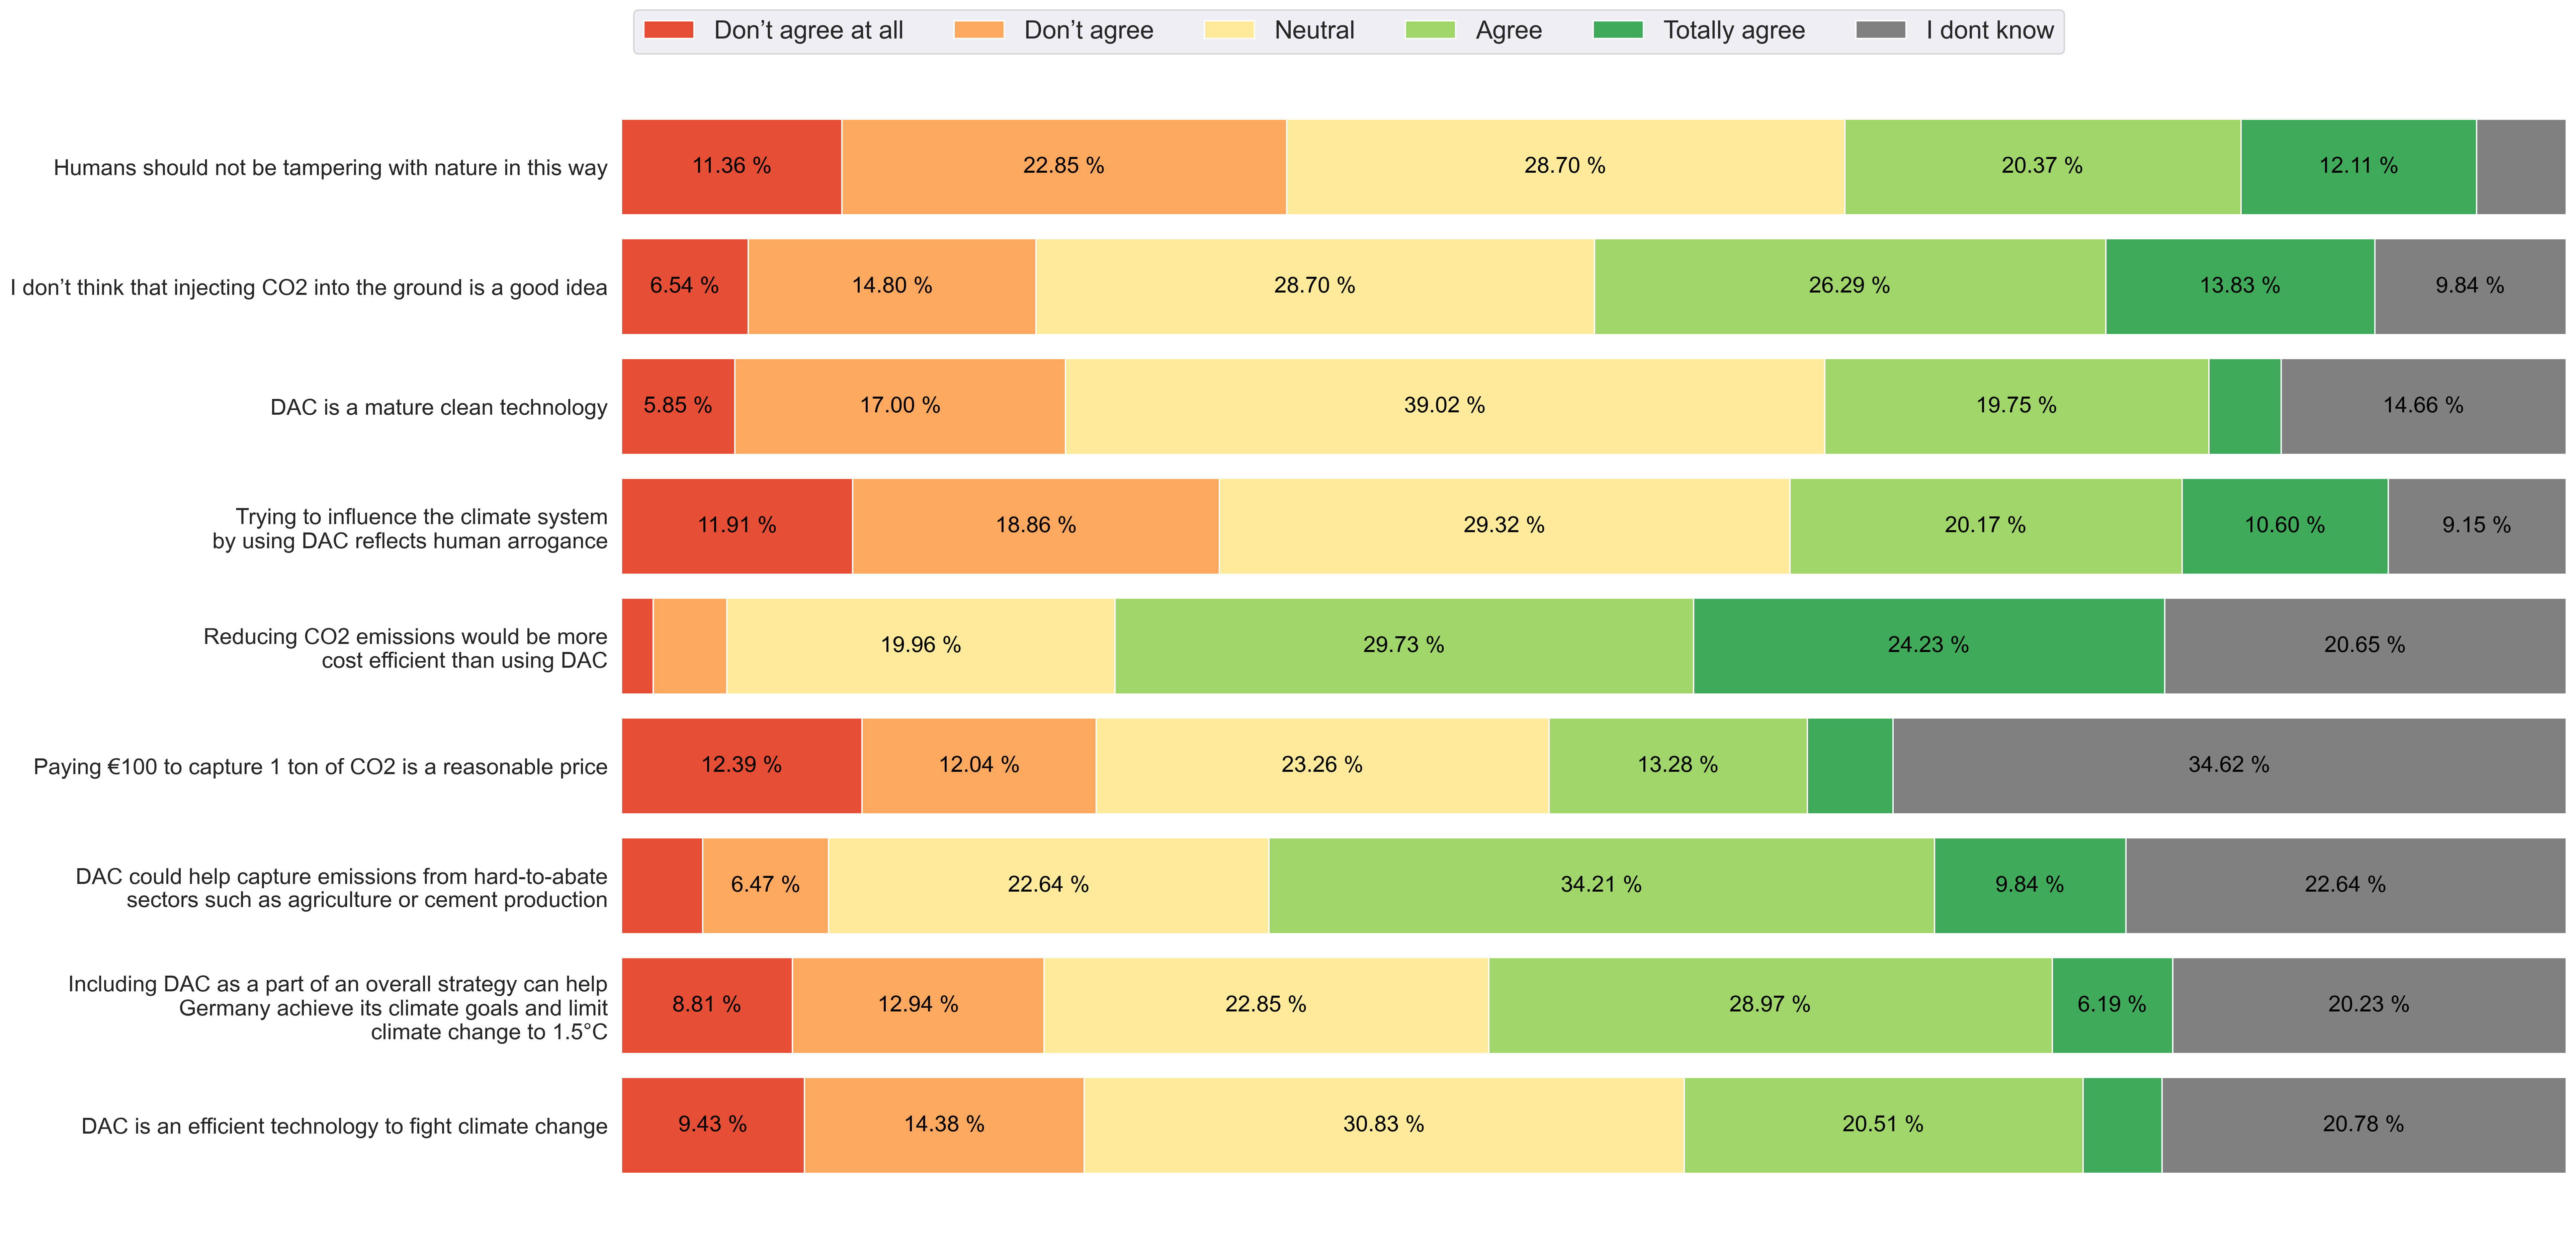 Don’t agree at all Don’t agree Neutral Agree Totally agree I dont know
Humans should not be tampering with nature in this way 11.36 % 22.85 % 28.70 % 20.37 % 12.11 %
I don’t think that injecting CO2 into the ground is a good idea 6.54 % 14.80 % 28.70 % 26.29 % 13.83 % 9.84 %
DAC is a mature clean technology 5.85 % 17.00 % 39.02 % 19.75 % 14.66 %
Trying to influence the climate system
by using DAC reflects human arrogance
11.91 % 18.86 % 29.32 % 20.17 % 10.60 % 9.15 %
Reducing CO2 emissions would be more
cost efficient than using DAC
19.96 % 29.73 % 24.23 % 20.65 %
Paying €100 to capture 1 ton of CO2 is a reasonable price 12.39 % 12.04 % 23.26 % 13.28 % 34.62 %
DAC could help capture emissions from hard-to-abate
sectors such as agriculture or cement production
6.47 % 22.64 % 34.21 % 9.84 % 22.64 %
Including DAC as a part of an overall strategy can help
Germany achieve its climate goals and limit
climate change to 1.5°C
8.81 % 12.94 % 22.85 % 28.97 % 6.19 % 20.23 %
DAC is an efficient technology to fight climate change 9.43 % 14.38 % 30.83 % 20.51 % 20.78 %